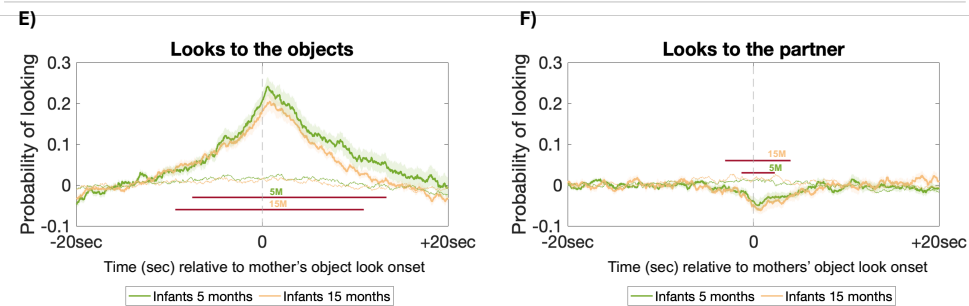 E)
Looks to the objects
Probability of looking
0.3
0.2
0.1
0
-0.1
5M
15M
-20sec
0
+20sec
Time (sec) relative to mother's object look onset
Infants 5 months
Infants 15 months
F)
Looks to the partner
Probability of looking
0.3
0.2
0.1
0
-0.1
15M
5M
-20sec
0
+20sec
Time (sec) relative to mothers' object look onset
Infants 5 months
Infants 15 months